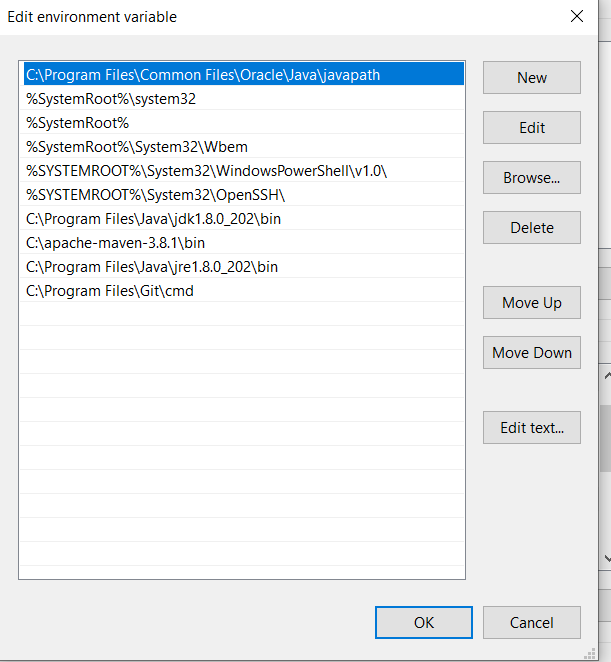 Edit environment variable
C:\Program Files\Common Files\Oracle\Java\javapath
%SystemRoot%\system32
%SystemRoot%
%SystemRoot%\System32\Wbem
%SYSTEMROOT%\System32\WindowsPowerShell\v1.0\
%SYSTEMROOT%\System32\OpenSSH\
C:\Program Files\Java\jdk1.8.0_202\bin
C:\apache-maven-3.8.1\bin
C:\Program Files\Java\jre1.8.0_202\bin
C:\Program Files\Git\cmd
New
Edit
Browse...
Delete
Move Up
Move Down
Edit text...
OK
Cancel